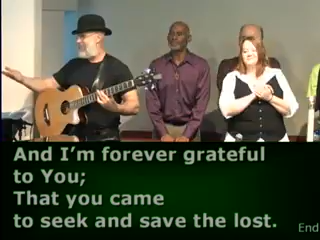 And I'm forever grateful
to You;
That you came
to seek and save the lost.
End